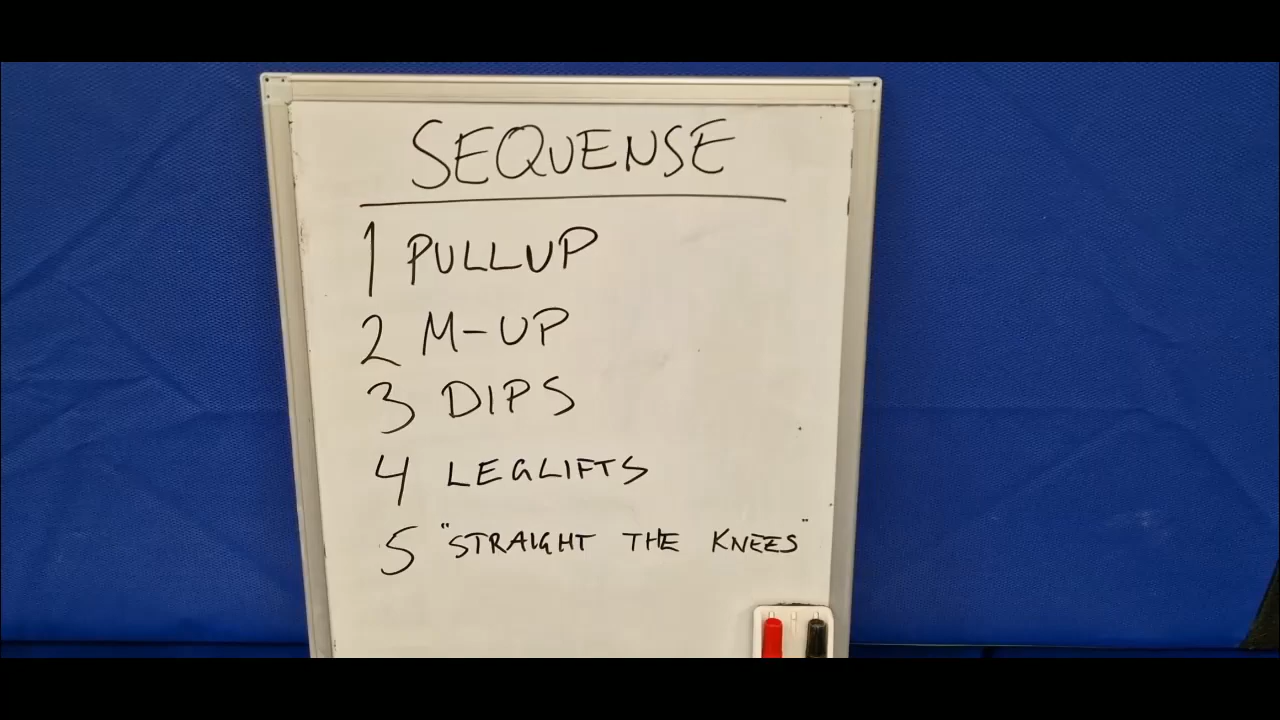 SEQUENSE
1 PULLUP
2 M-UP
3 DIPS
4 LEGLIFTS
5 "STRAIGHT THE KNEES"